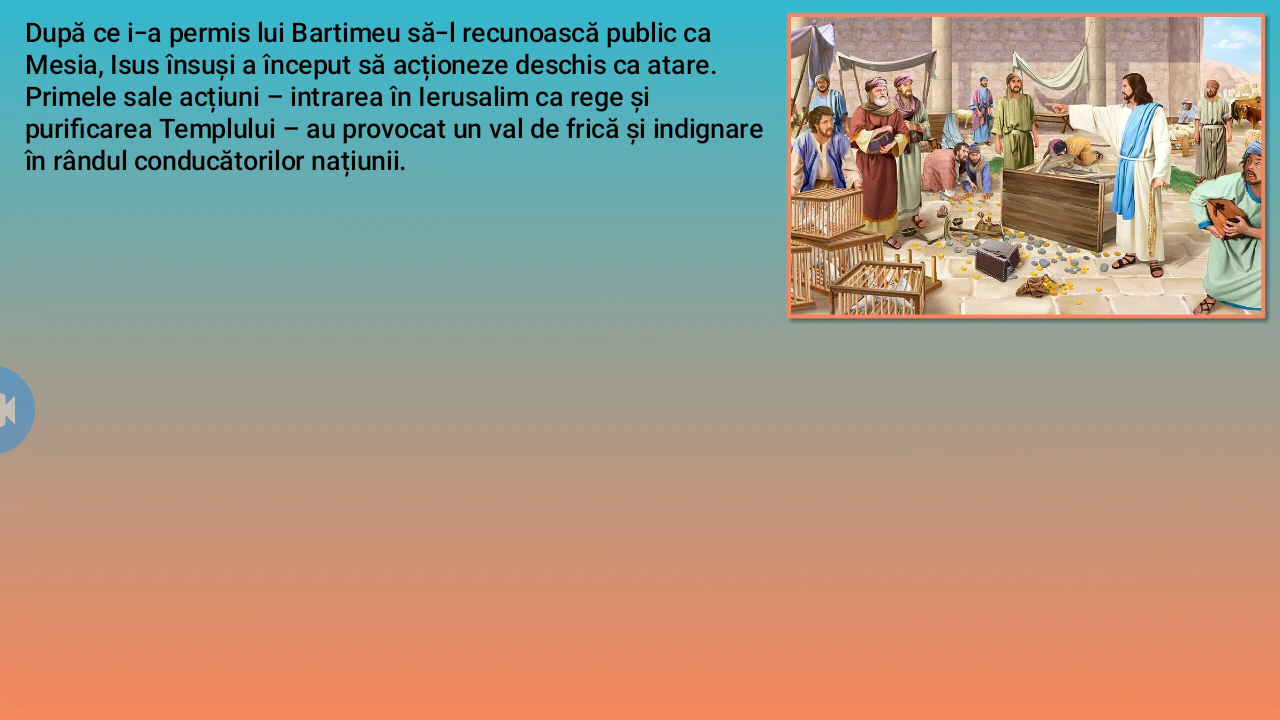 După ce i-a permis lui Bartimeu să-l recunoască public ca
Mesia, Isus însuși a început să acționeze deschis ca atare.
Primele sale acțiuni – intrarea în Ierusalim ca rege și
purificarea Templului – au provocat un val de frică și indignare
în rândul conducătorilor națiunii.